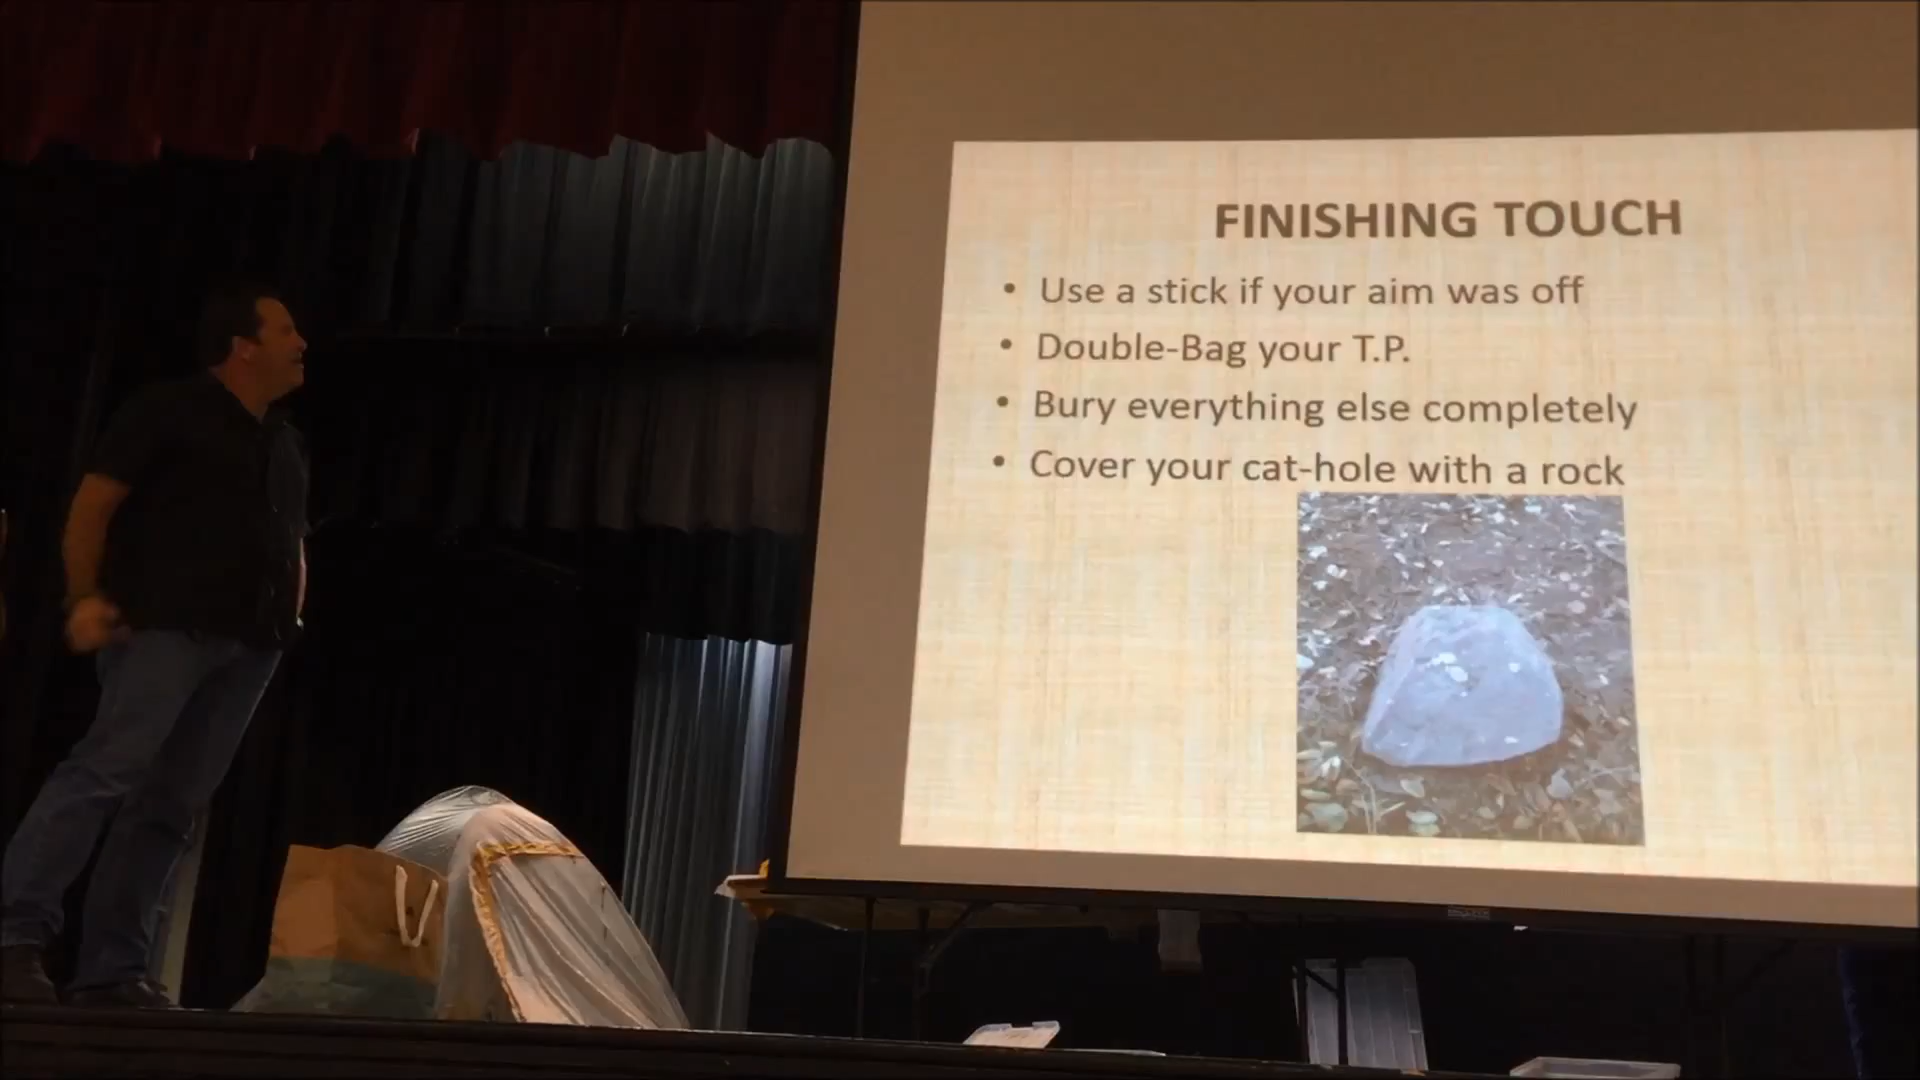 FINISHING TOUCH
• Use a stick if your aim was off
• Double-Bag your T.P.
• Bury everything else completely
• Cover your cat-hole with a rock